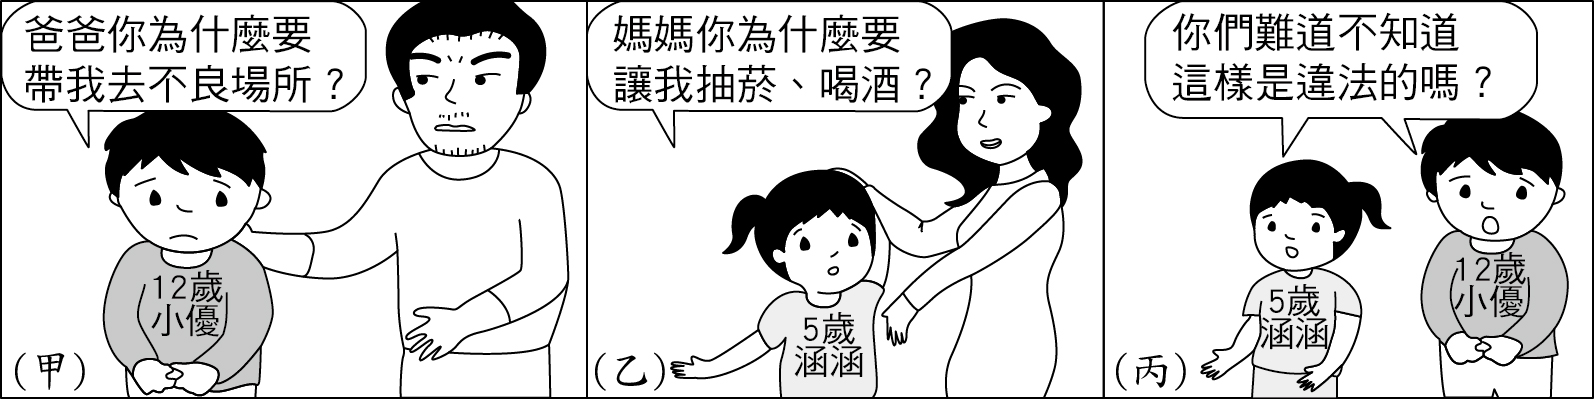 爸爸你為什麼要
帶我去不良場所？
12歲
小優
(甲)
媽媽你為什麼要
讓我抽菸、喝酒？
5歲
涵涵
(乙)
你們難道不知道
這樣是違法的嗎？
5歲
涵涵
12歲
小優
(丙)